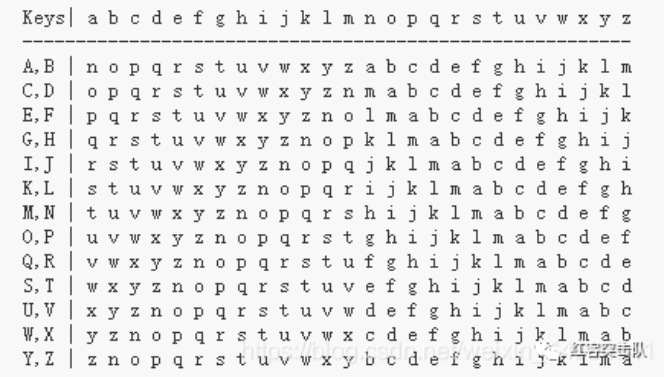 Keys| a b c d e f g h i j k l m n o p q r s t u v w x y z
A,B | n o p q r s t u v w x y z a b c d e f g h i j k l m
C,D | o p q r s t u v w x y z n m a b c d e f g h i j k l
E,F | p q r s t u v w x y z n o l m a b c d e f g h i j k
G,H | q r s t u v w x y z n o p k l m a b c d e f g h i j
I,J | r s t u v w x y z n o p q j k l m a b c d e f g h i
K,L | s t u v w x y z n o p q r i j k l m a b c d e f g h
M,N | t u v w x y z n o p q r s h i j k l m a b c d e f g
O,P | u v w x y z n o p q r s t g h i j k l m a b c d e f
Q,R | v w x y z n o p q r s t u f g h i j k l m a b c d e
S,T | w x y z n o p q r s t u v e f g h i j k l m a b c d
U,V | x y z n o p q r s t u v w d e f g h i j k l m a b c
W,X | y z n o p q r s t u v w x c d e f g h i j k l m a b
Y,Z | z n o p q r s t u v w x y b c d e f g h i j k l m a
红客突击队